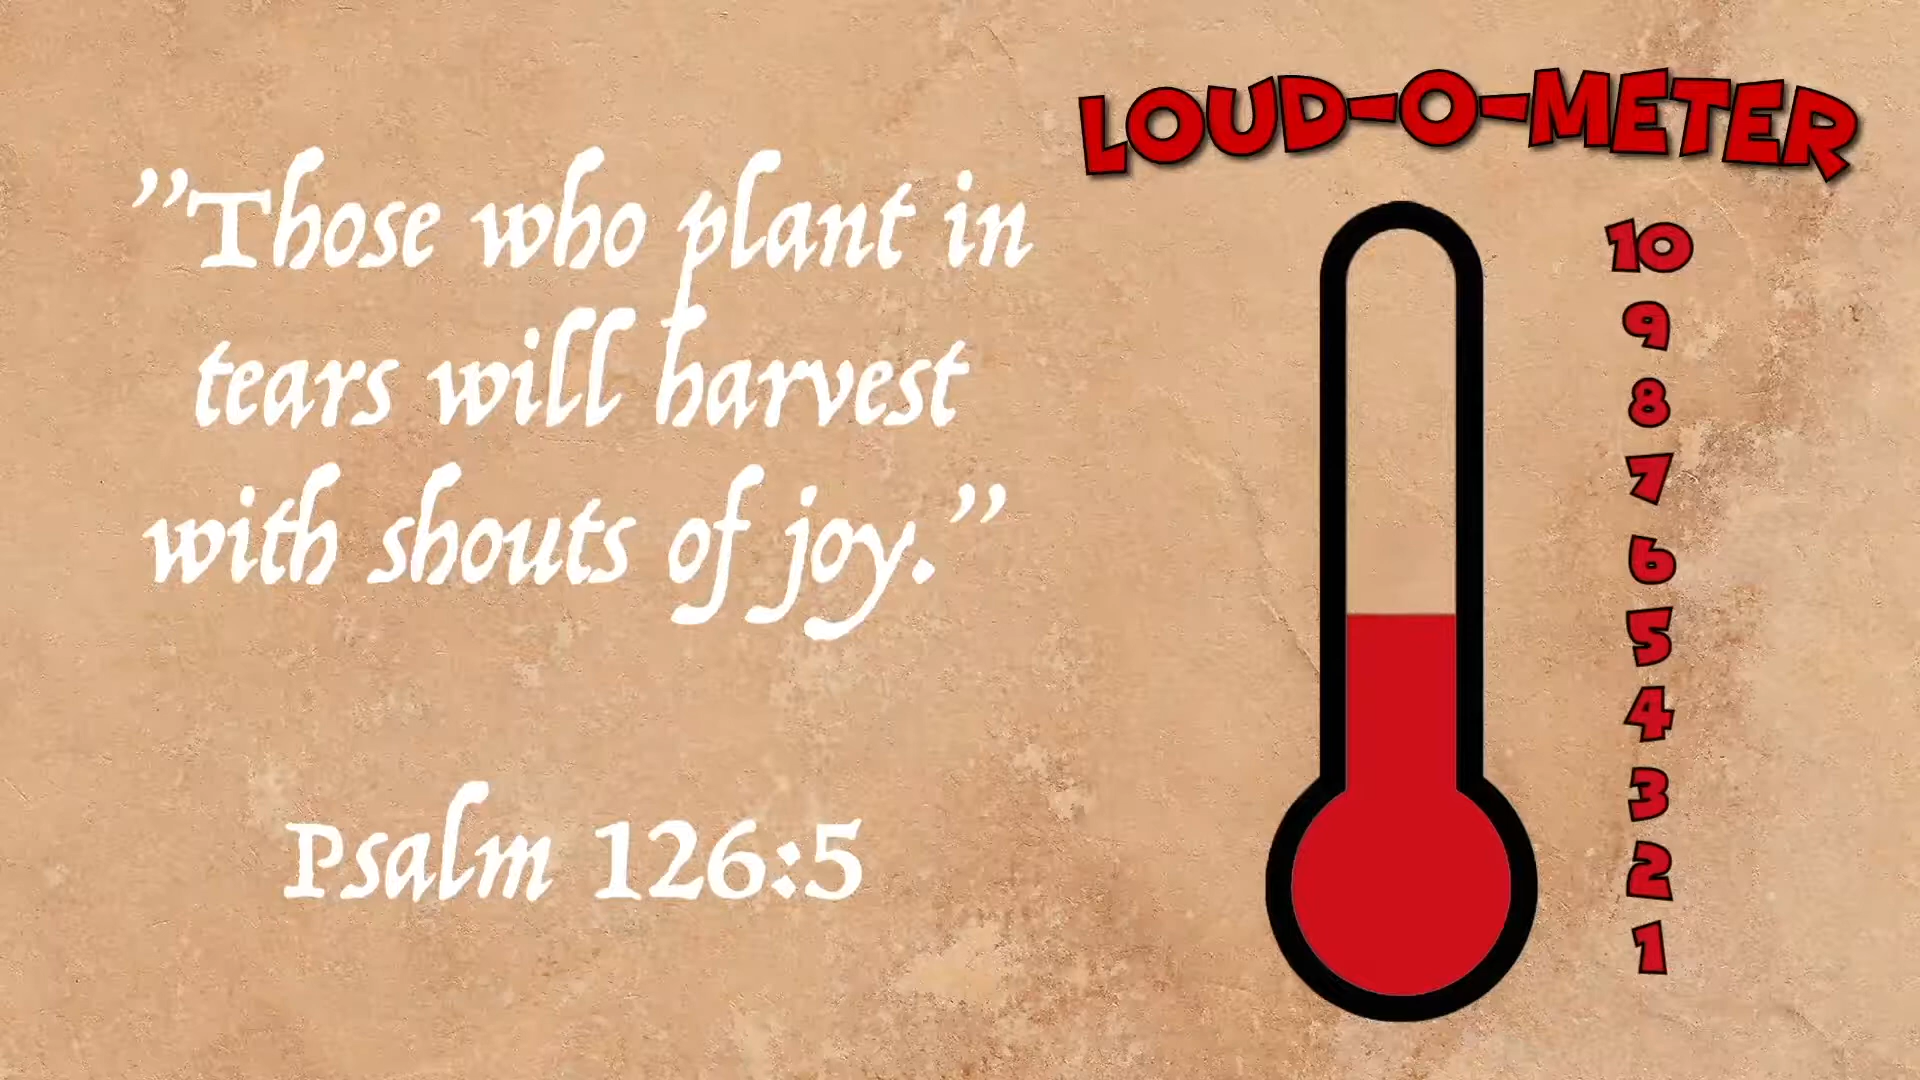 ”Those who plant in
tears will harvest
with shouts of joy.”
Psalm 126:5
LOUD-O-METER
10
9
8
7
6
5
4
3
2
1